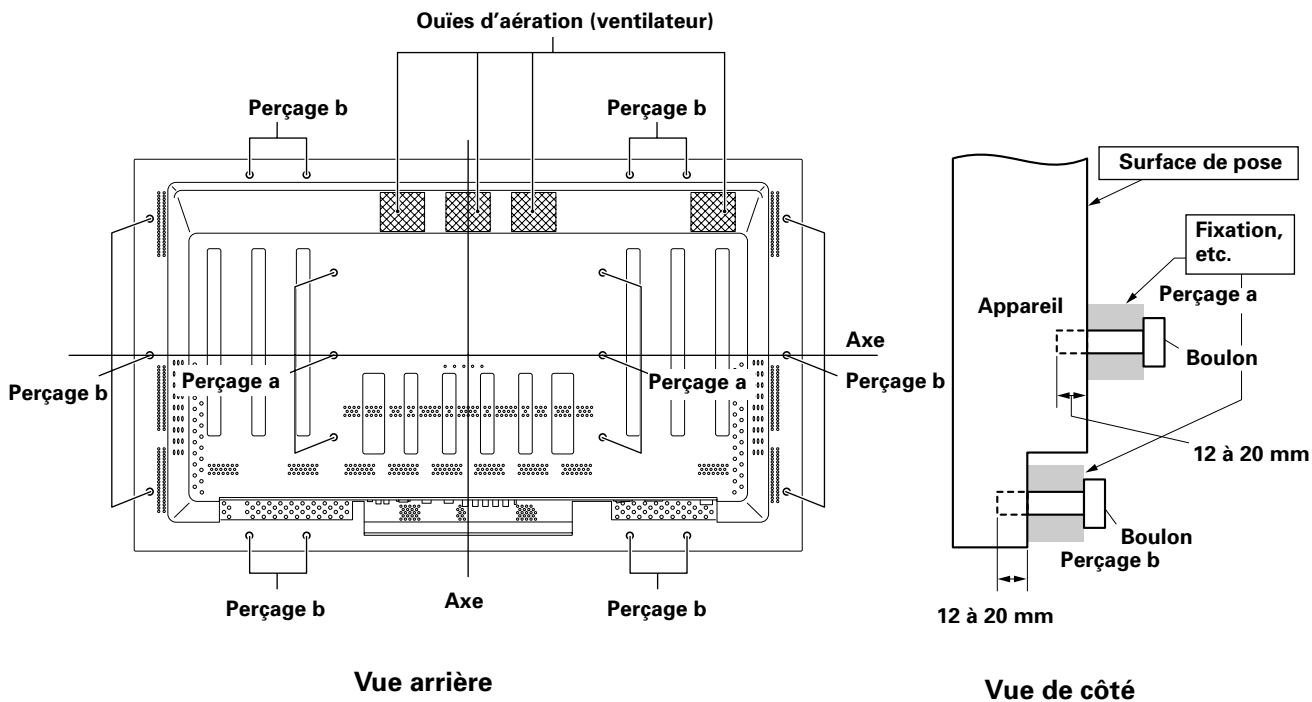 Ouïes d’aération (ventilateur)
Perçage b
Perçage b
Axe
Perçage b
Perçage a
Perçage a
Perçage b
Perçage b
Axe
Perçage b
Vue arrière
Surface de pose
Fixation,
etc.
Perçage a
Appareil
Boulon
12 à 20 mm
Boulon
Perçage b
12 à 20 mm
Vue de côté